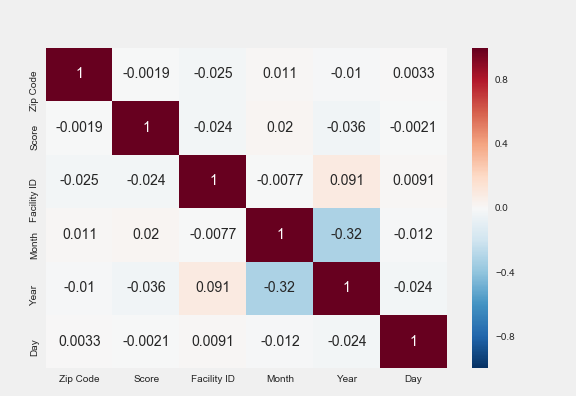 Zip Code 1 -0.0019 -0.025 0.011 -0.01 0.0033
Score -0.0019 1 -0.024 0.02 -0.036 -0.0021
Facility ID -0.025 -0.024 1 -0.0077 0.091 0.0091
Month 0.011 0.02 -0.0077 1 -0.32 -0.012
Year -0.01 -0.036 0.091 -0.32 1 -0.024
Day 0.0033 -0.0021 0.0091 -0.012 -0.024 1
Zip Code Score Facility ID Month Year Day
0.8
0.4
0.0
-0.4
-0.8